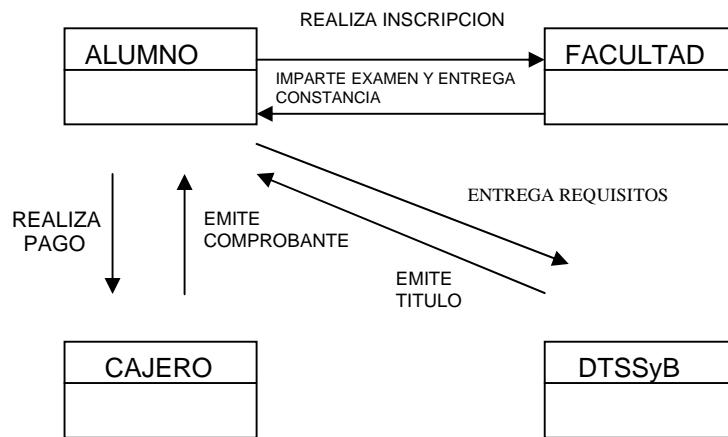 REALIZA INSCRIPCION
ALUMNO
FACULTAD
IMPARTE EXAMEN Y ENTREGA
CONSTANCIA
ENTREGA REQUISITOS
REALIZA
PAGO
EMITE
COMPROBANTE
EMITE
TITULO
CAJERO
DTSSyB